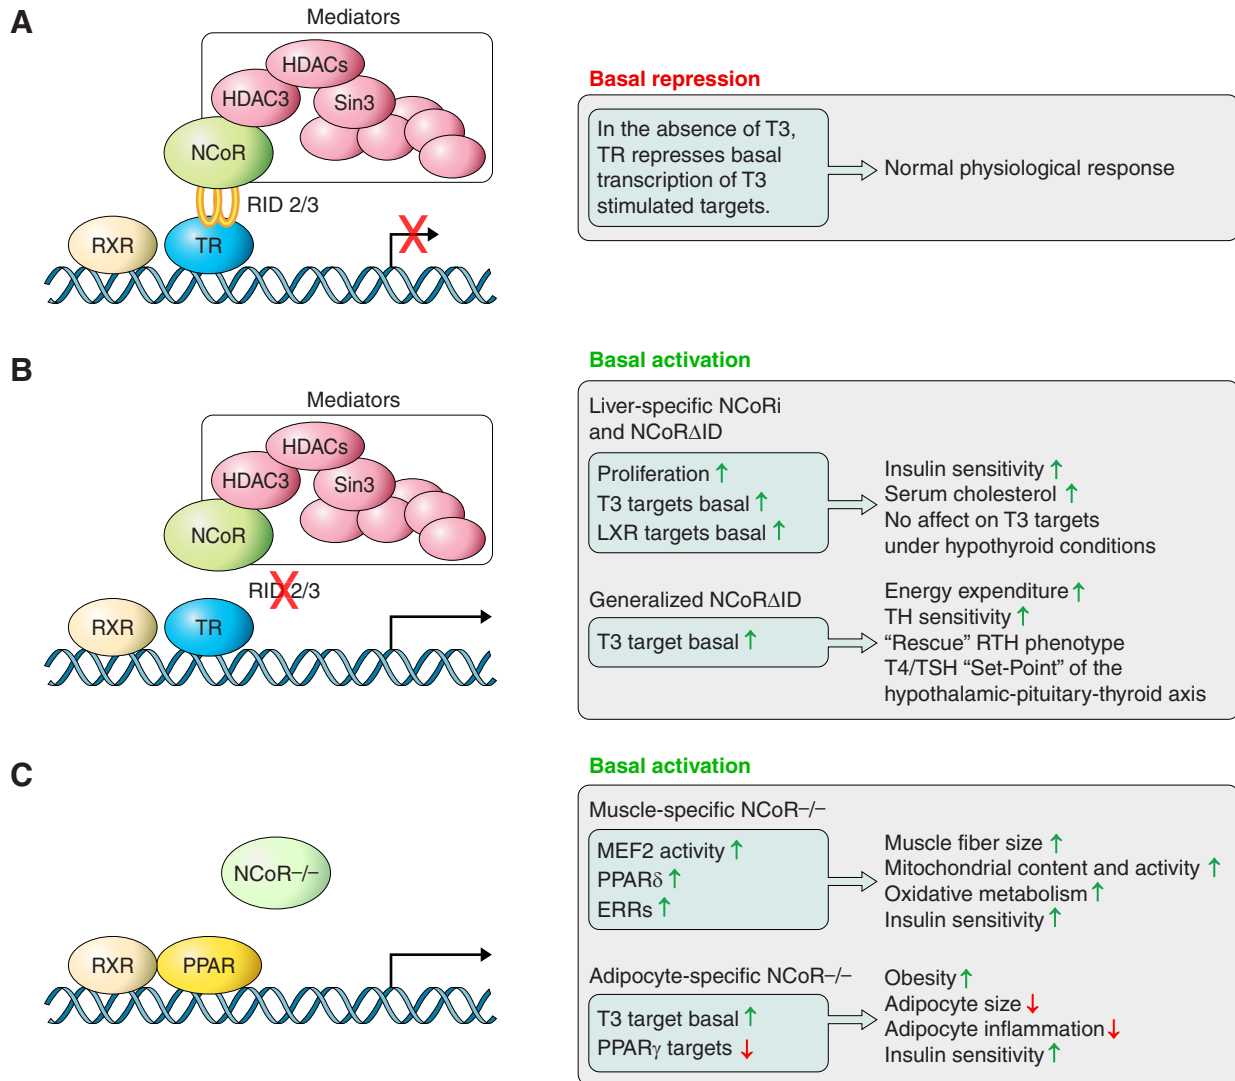 A
Mediators
HDACs
HDAC3
Sin3
NCoR
RID 2/3
RXR
TR
X
Basal repression
In the absence of T3,
TR represses basal
transcription of T3
stimulated targets.
Normal physiological response
B
Mediators
HDACs
HDAC3
Sin3
NCoR
RID 2/3
X
RXR
TR
Basal activation
Liver-specific NCoRi
and NCoRΔID
Proliferation ↑
T3 targets basal ↑
LXR targets basal ↑
Insulin sensitivity ↑
Serum cholesterol ↑
No affect on T3 targets
under hypothyroid conditions
Generalized NCoRΔID
T3 target basal ↑
Energy expenditure ↑
TH sensitivity ↑
“Rescue” RTH phenotype
T4/TSH “Set-Point” of the
hypothalamic-pituitary-thyroid axis
C
NCoR−/−
RXR
PPAR
Basal activation
Muscle-specific NCoR−/−
MEF2 activity ↑
PPARδ ↑
ERRs ↑
Muscle fiber size ↑
Mitochondrial content and activity ↑
Oxidative metabolism ↑
Insulin sensitivity ↑
Adipocyte-specific NCoR−/−
T3 target basal ↑
PPARγ targets ↓
Obesity ↑
Adipocyte size ↓
Adipocyte inflammation ↓
Insulin sensitivity ↑